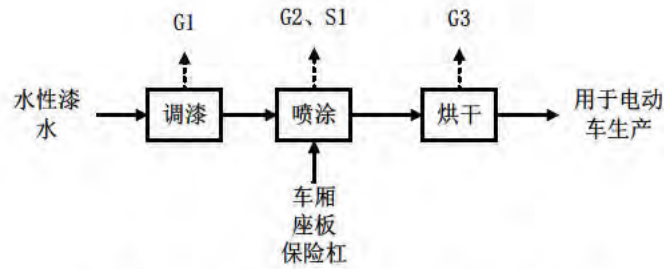 G1
G2、S1
G3
水性漆
水
调漆
喷涂
烘干
用于电动
车生产
车厢
座板
保险杠